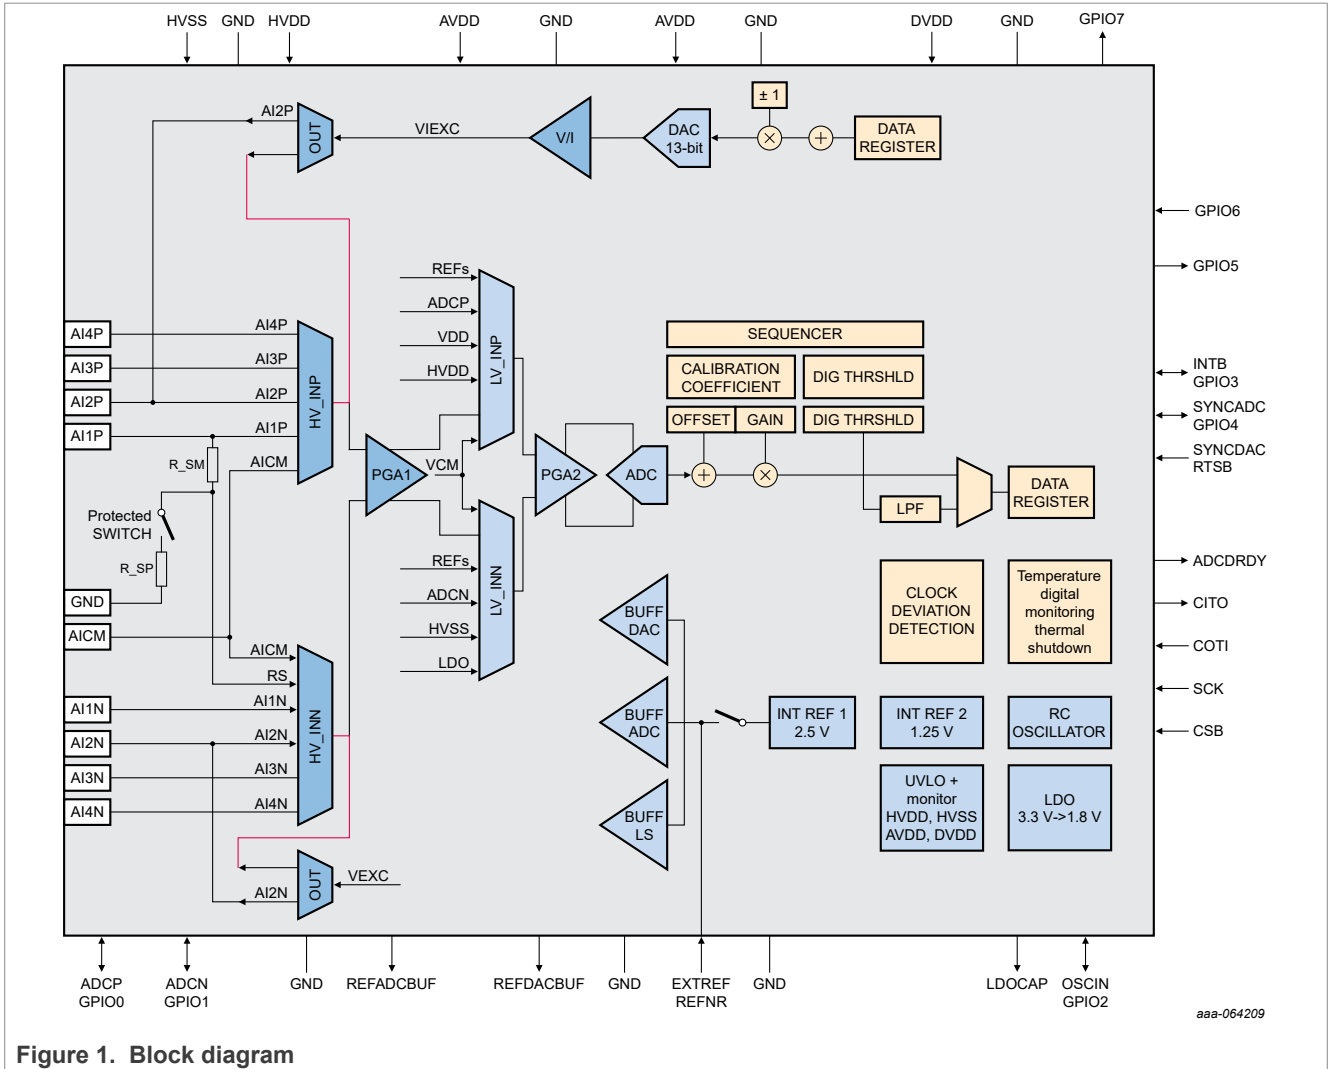 HVSS GND HVDD AVDD GND AVDD GND DVDD GND GPIO7
± 1
AI2P
OUT
VIEXC
V/I
DAC
13-bit
×
+
DATA
REGISTER
GPIO6
GPIO5
REFs
ADCP
VDD
HVDD
LV_INP
SEQUENCER
CALIBRATION
COEFFICIENT
DIG THRSHLD
OFFSET
GAIN
DIG THRSHLD
INTB
GPIO3
SYNCADC
GPIO4
SYNCDAC
RTSB
AI4P
AI3P
AI2P
AI1P
AI4P
AI3P
AI2P
AI1P
AICM
HV_INP
R_SM
PGA1
VCM
PGA2
ADC
+
×
LPF
DATA
REGISTER
Protected
SWITCH
R_SP
GND
AICM
REFs
ADCN
HVSS
LDO
LV_INN
BUFF
DAC
CLOCK
DEVIATION
DETECTION
Temperature
digital
monitoring
thermal
shutdown
ADCDRDY
CITO
COTI
SCK
CSB
AI1N
AI2N
AI3N
AI4N
AICM
RS
AI1N
AI2N
AI3N
AI4N
HV_INN
BUFF
ADC
INT REF 1
2.5 V
INT REF 2
1.25 V
RC
OSCILLATOR
BUFF
LS
UVLO +
monitor
HVDD, HVSS
AVDD, DVDD
LDO
3.3 V->1.8 V
OUT
VEXC
AI2N
ADCP
GPIO0
ADCN
GPIO1
GND
REFADCBUF
REFDACBUF
GND
EXTREF
REFNR
GND
LDOCAP
OSCIN
GPIO2
aaa-064209
Figure 1. Block diagram